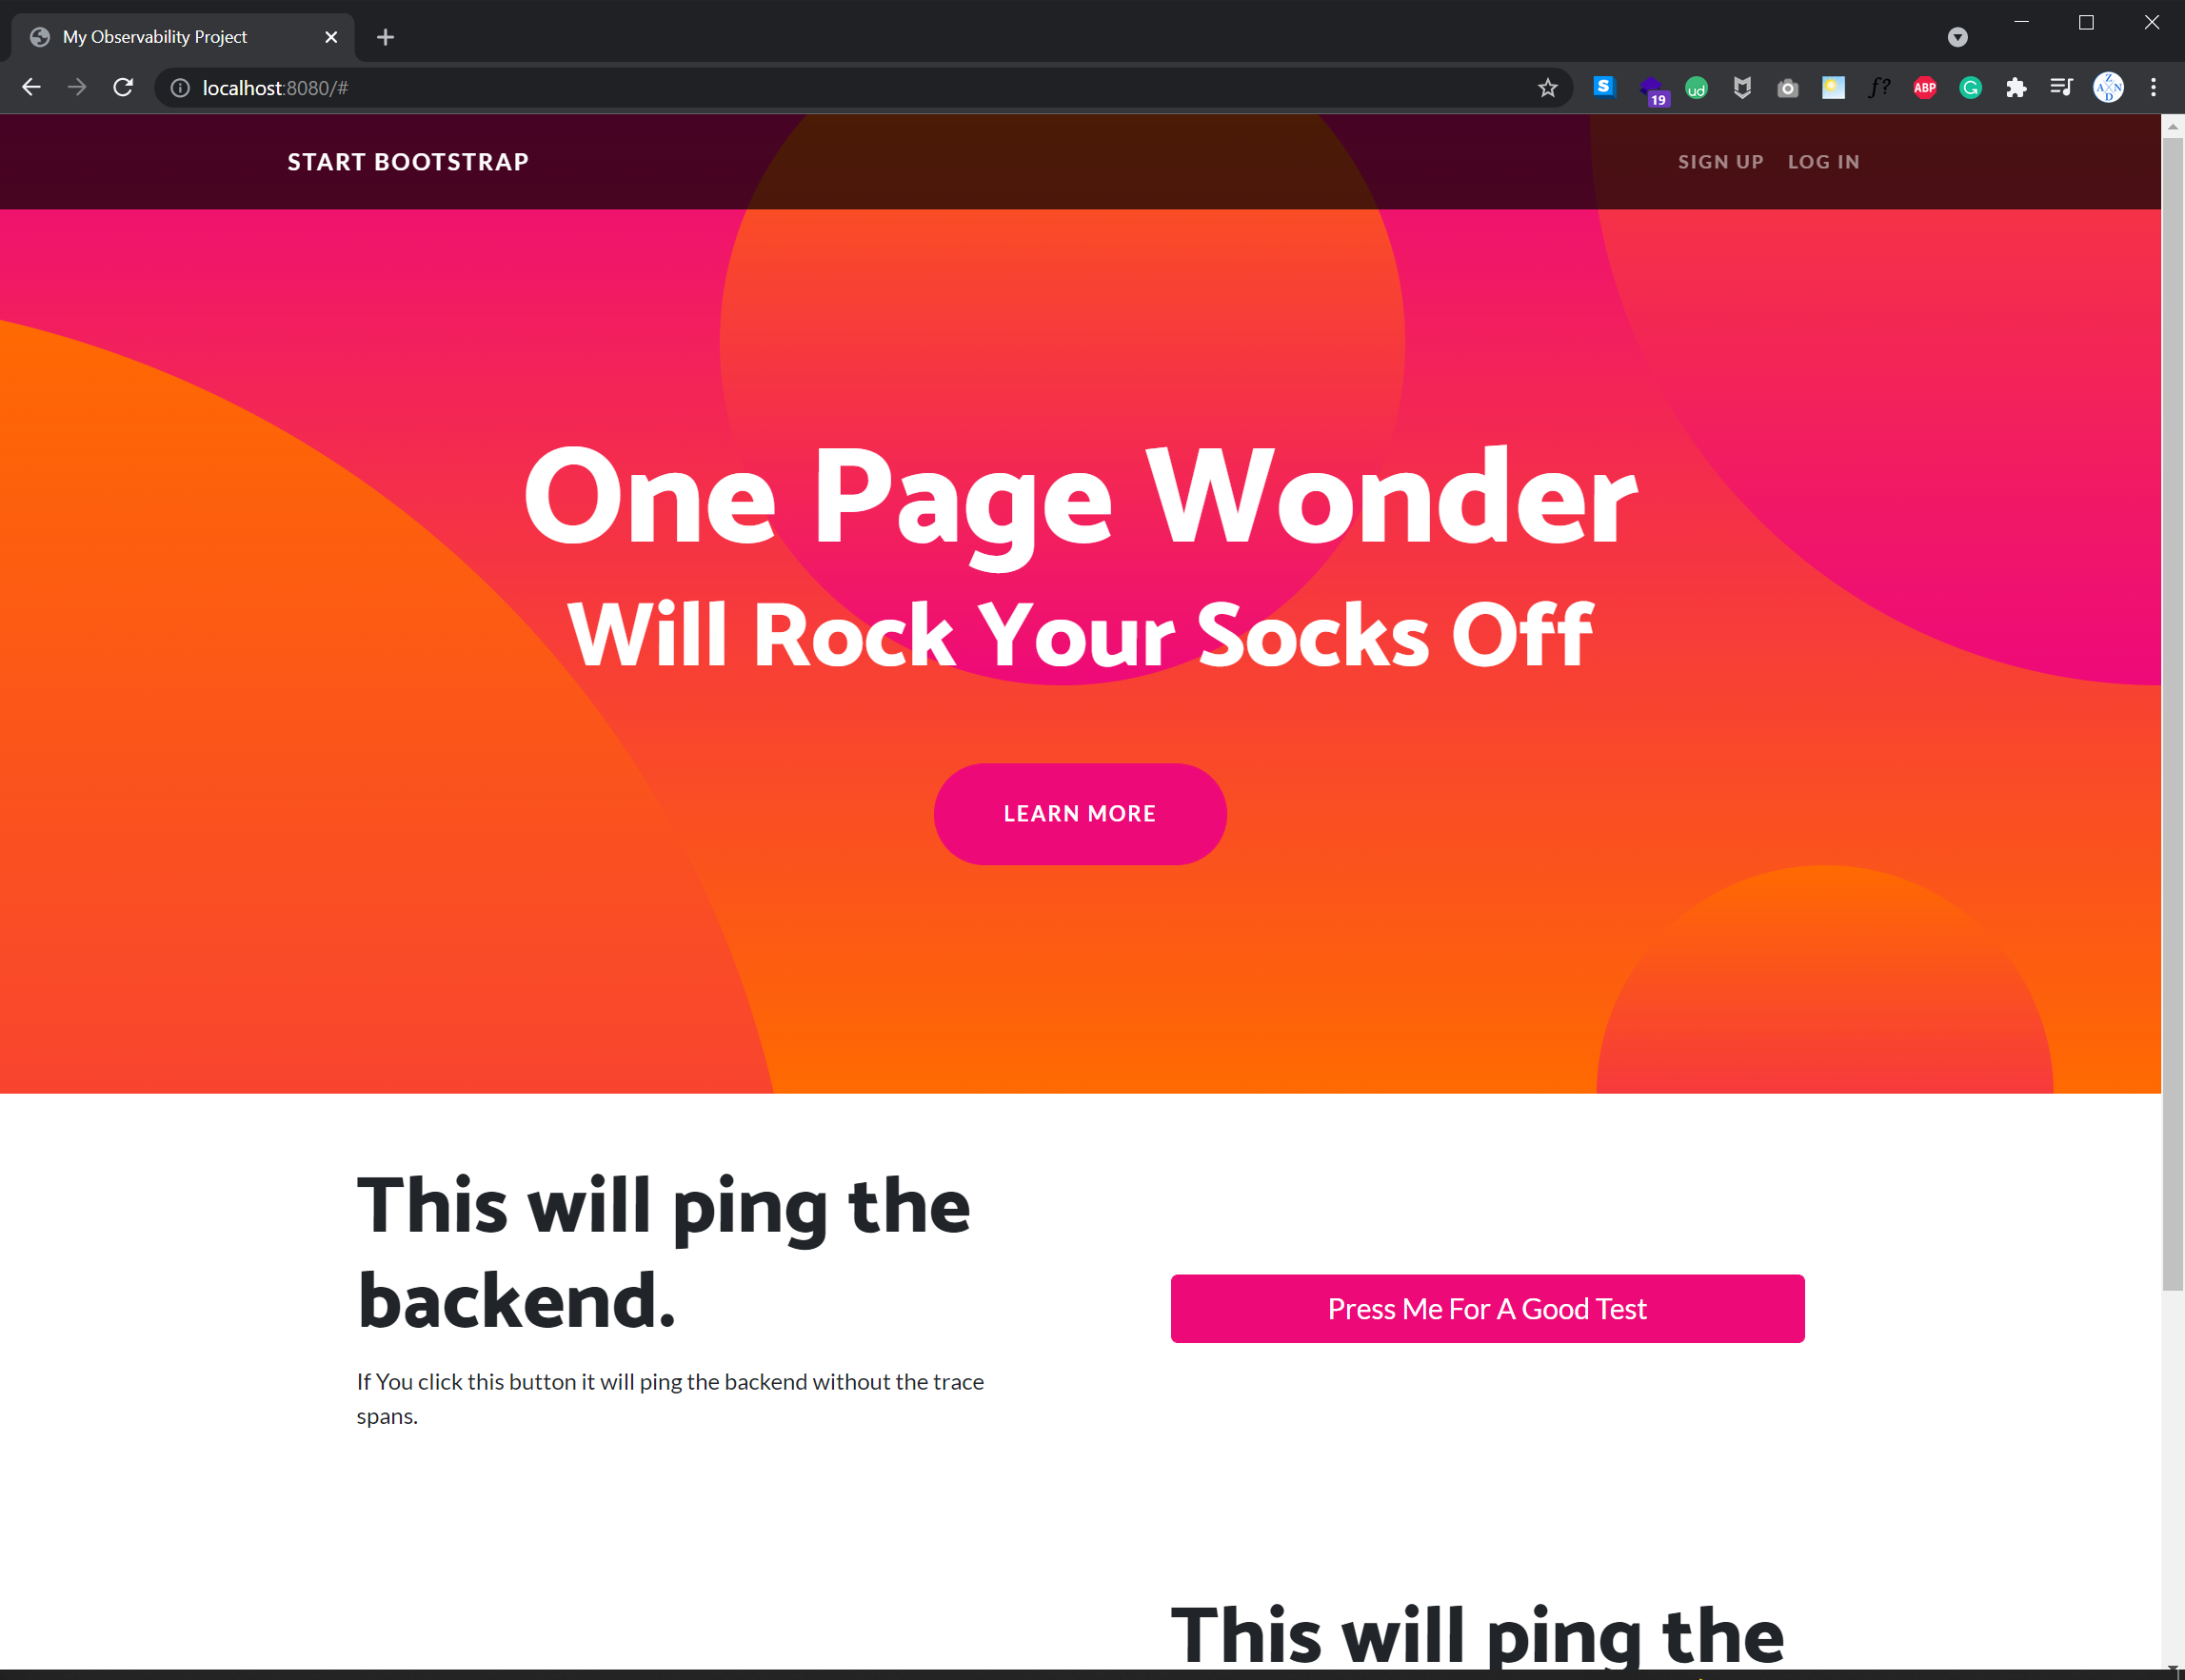 My Observability Project
localhost:8080/#
19
ud
f?
ABP
Z
A N
D
START BOOTSTRAP
SIGN UP LOG IN
One Page Wonder
Will Rock Your Socks Off
LEARN MORE
This will ping the
backend.
Press Me For A Good Test
If You click this button it will ping the backend without the trace
spans.
This will ping the